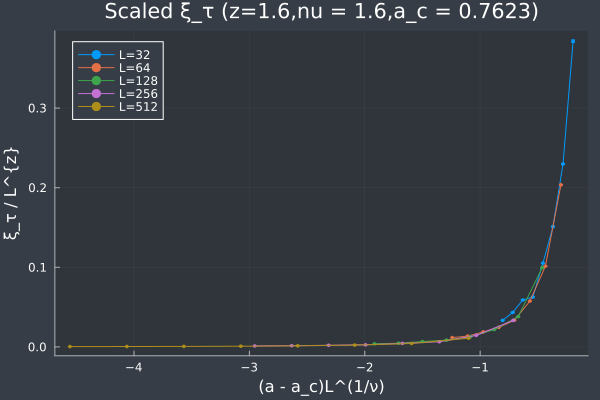 Scaled ξ_τ (z=1.6,nu = 1.6,a_c = 0.7623)
L=32
L=64
L=128
L=256
L=512
ξ_τ / L^{z}
0.3
0.2
0.1
0.0
−4 −3 −2 −1
(a - a_c)L^(1/ν)